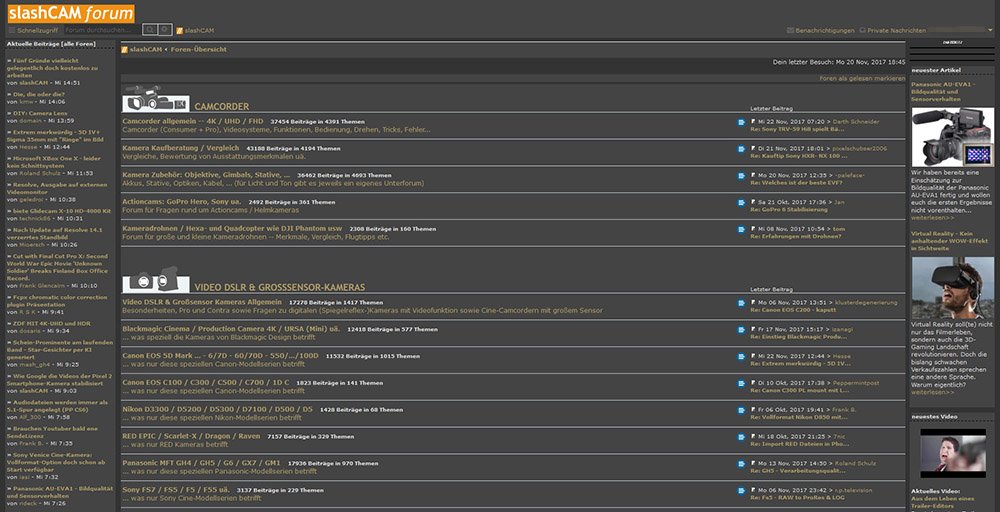 slashCAM forum
Schnellzugriff
Forum durchsuchen...
slashCAM
Benachrichtigungen
Private Nachrichten
Aktuelle Beiträge [alle Foren]
» Fünf Gründe vielleicht
gelegentlich doch kostenlos zu
arbeiten
von slashCAM - Mi 14:51
» Oie, die oder die?
von kmw - Mi 14:06
» DIY: Camera Lens
von domain - Mi 13:59
» Extrem merkwürdig - 5D IV+
Sigma 35mm mit "Ringe" im Bild
von Hesse - Mi 12:44
» Microsoft XBox One X - leider
kein Schnittsystem
von Roland Schulz - Mi 11:53
» Resolve, Ausgabe auf externen
Videomonitor
von geledroc - Mi 10:38
» biete Glidecam X-10 HD-4000 Kit
von technick86 - Mi 10:31
» Nach Update auf Resolve 14.1
verzerrtes Standbild
von Mioersch - Mi 10:26
» Cut with Final Cut Pro X: Second
World War Epic Movie 'Unknown
Soldier' Breaks Finland Box Office
Record.
von Frank Glencairn - Mi 10:10
» Fcpx chromatic color correction
plugin Präsentation
von R S K - Mi 9:41
» ZDF MIT 4K-UHD und HDR
von dosaris - Mi 9:34
» Schein-Prominente am laufenden
Band - Star-Gesichter per KI
generiert
von mash_gh4 - Mi 9:25
» Wie Google die Videos der Pixel 2
Smartphone-Kamera stabilisiert
von slashCAM - Mi 9:03
» Audiodateien werden immer als
5.1-Spur angelegt (PP CS6)
von Alf_300 - Mi 7:58
» Brauchen Youtuber bald eine
Sendelizenz
von Frank B. - Mi 7:35
» Sony Venice Cine-Kamera:
Vollformat-Option doch schon ab
Start verfügbar
von iasi - Mi 7:32
» Panasonic AU-EVA1 - Bildqualität
und Sensorverhalten
von rideck - Mi 7:26
slashCAM ‹ Foren-Übersicht
Dein letzter Besuch: Mo 20 Nov, 2017 18:45
Foren als gelesen markieren
CAMCORDER
Letzter Beitrag
Camcorder allgemein -- 4K / UHD / FHD 37454 Beiträge in 4391 Themen
Camcorder (Consumer + Pro), Videosysteme, Funktionen, Bedienung, Drehen, Tricks, Fehler...
Mi 22 Nov, 2017 07:20 > Darth Schneider
Re: Sony TRV-59 Hi8 spielt Bä...
Kamera Kaufberatung / Vergleich 43188 Beiträge in 4194 Themen
Vergleiche, Bewertung von Ausstattungsmerkmalen uä.
Di 21 Nov, 2017 18:01 > pixelschubser2006
Re: Kauftip Sony HXR- NX 100 ...
Kamera Zubehör: Objektive, Gimbals, Stative, ... 36462 Beiträge in 4693 Themen
Akkus, Stative, Optiken, Kabel, ... (für Licht und Ton gibt es jeweils ein eigenes Unterforum)
Mo 20 Nov, 2017 12:35 > -paleface-
Re: Welches ist der beste EVF?
Actioncams: GoPro Hero, Sony ua. 2492 Beiträge in 361 Themen
Forum für Fragen rund um Actioncams / Helmkameras
Sa 21 Okt, 2017 17:36 > Jan
Re: GoPro 6 Stabilisierung
Kameradrohnen / Hexa- und Quadcopter wie DJI Phantom usw 2308 Beiträge in 160 Themen
Forum für große und kleine Kameradrohnen -- Merkmale, Vergleich, Flugtipps etc.
Mi 08 Nov, 2017 10:54 > tom
Re: Erfahrungen mit Drohnen?
VIDEO DSLR & GROSSSENSOR-KAMERAS
Letzter Beitrag
Video DSLR & Großsensor Kameras Allgemein 17278 Beiträge in 1417 Themen
Besonderheiten, Pro und Contra sowie Fragen zu digitalen (Spiegelreflex-)Kameras mit Videofunktion sowie Cine-Camcordern mit großem Sensor
Mo 06 Nov, 2017 13:51 > klusterdegenerierung
Re: Canon EOS C200 - kaputt
Blackmagic Cinema / Production Camera 4K / URSA (Mini) uä. 12418 Beiträge in 577 Themen
... was speziell die Kameras von Blackmagic Design betrifft
Fr 17 Nov, 2017 15:17 > Izanagi
Re: Einstieg Blackmagic Produ...
Canon EOS 5D Mark ... - 6/7D - 60/70D - 550/.../100D 11532 Beiträge in 1015 Themen
... was nur diese speziellen Canon-Modellserien betrifft
Mi 22 Nov, 2017 12:44 > Hesse
Re: Extrem merkwürdig - 5D IV...
Canon EOS C100 / C300 / C500 / C700 / 1D C 1823 Beiträge in 141 Themen
... was nur diese speziellen Canon-Modellserien betrifft
Di 10 Okt, 2017 17:38 > Peppermintpost
Re: Canon C300 PL mount mit L...
Nikon D3300 / D5200 / D5300 / D7100 / D500 / D5 1428 Beiträge in 68 Themen
... was nur diese speziellen Nikon-Modellserien betrifft
Fr 06 Okt, 2017 19:41 > Frank B.
Re: Vollformat Nikon D850 mit...
RED EPIC / Scarlet-X / Dragon / Raven 7157 Beiträge in 329 Themen
... was nur RED Kameras betrifft
Mi 18 Okt, 2017 21:25 > 7nic
Re: Import RED Dateien in Pho...
Panasonic MFT GH4 / GH5 / G6 / GX7 / GM1 17936 Beiträge in 970 Themen
... was nur diese speziellen Panasonic-Modellserien betrifft
Mo 13 Nov, 2017 14:50 > Roland Schulz
Re: GH5 - Verarbeitungsqualit...
Sony FS7 / FS5 / F5 / F55 uä. 3137 Beiträge in 229 Themen
... was nur Sony Cine-Modellserien betrifft
Mo 06 Nov, 2017 23:42 > np.television
Re: Fs5 - RAW to ProRes & LOG
neuester Artikel
Panasonic AU-EVA1 -
Bildqualität und
Sensorverhalten
Wir haben bereits eine
Einschätzung zur
Bildqualität der Panasonic
AU-EVA1 fertig und wollen
euch die ersten Ergebnisse
nicht vorenthalten...
weiterlesen>>
Virtual Reality - Kein
anhaltender WOW-Effekt
in Sichtweite
Virtual Reality soll(te) nicht
nur das Filmerleben,
sondern auch die 3D-
Gaming Landschaft
revolutionieren. Doch die
bislang schwachen
Verkaufszahlen sprechen
eine andere Sprache.
Warum eigentlich?
weiterlesen>>
neuestes Video
Aktuelles Video:
Aus dem Leben eines
Trailer-Editors